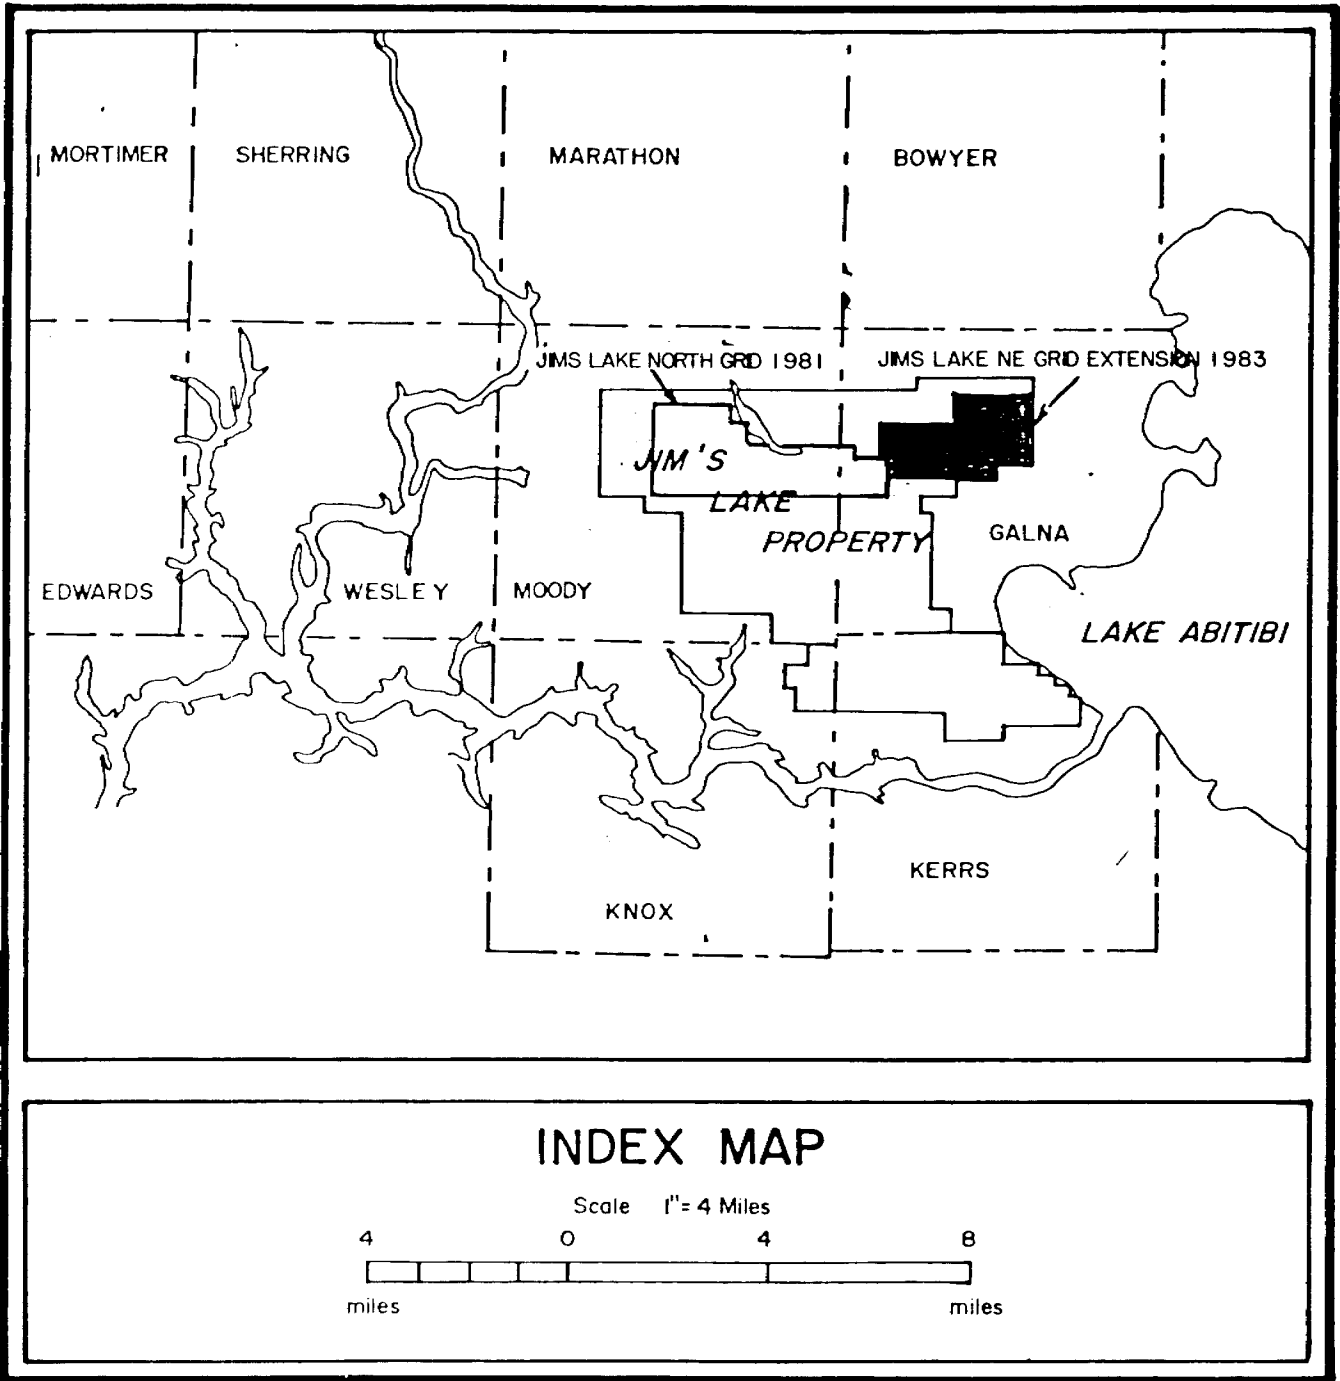 MORTIMER SHERRING MARATHON BOWYER
JIMS LAKE NORTH GRID 1981 JIMS LAKE NE GRID EXTENSION 1983
JIM'S
LAKE
PROPERTY GALNA
EDWARDS WESLEY MOODY
LAKE ABITIBI
KERRS
KNOX
INDEX MAP
Scale 1"= 4 Miles
4 0 4 8
miles miles